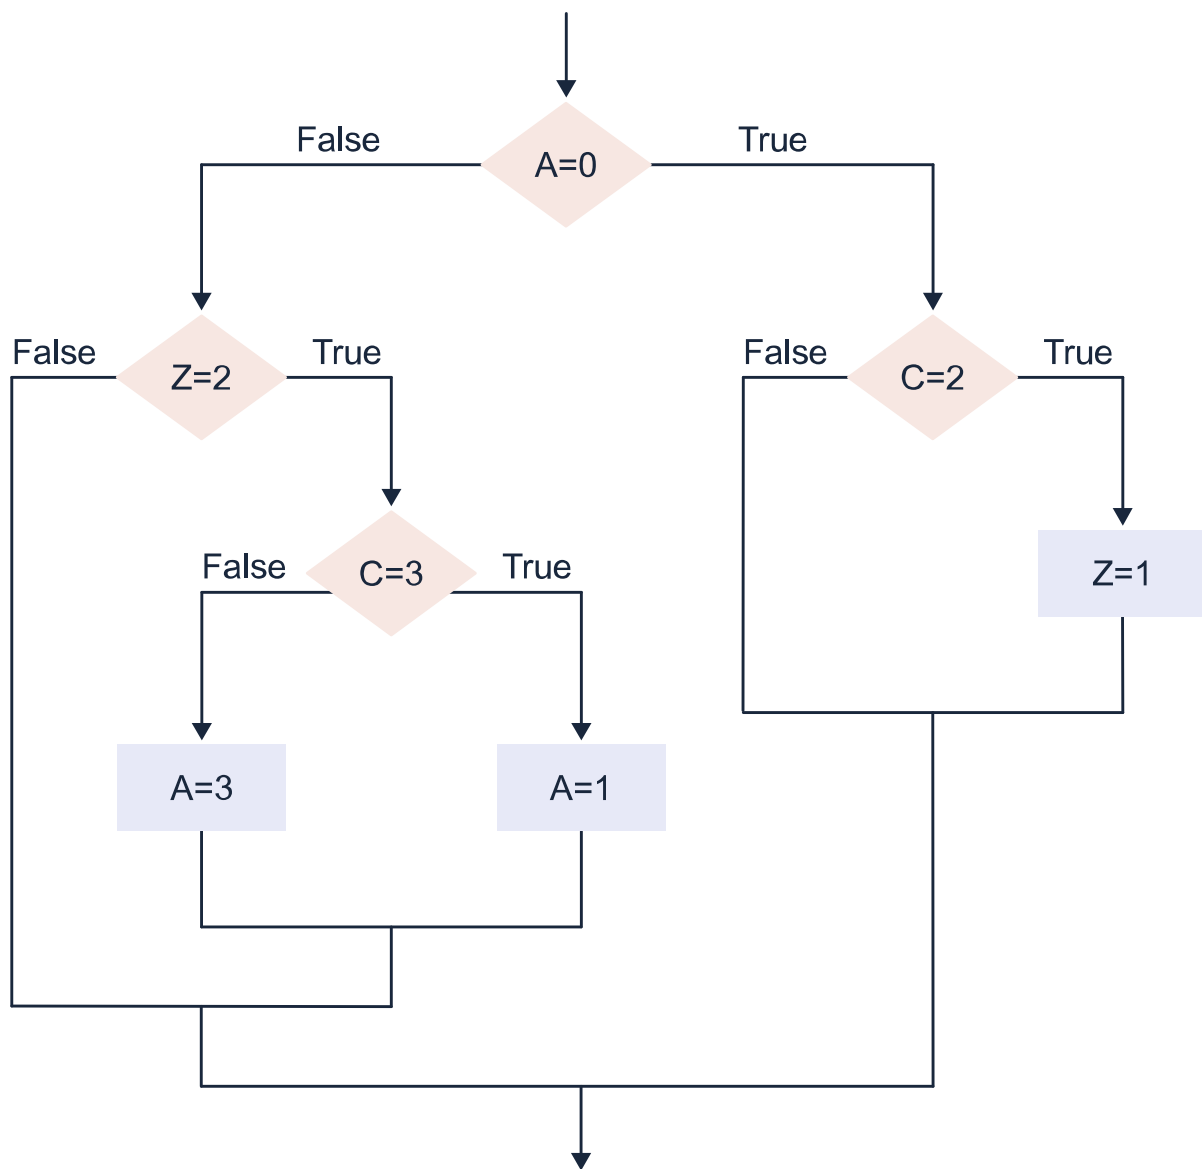 False
True
A=0
False
True
Z=2
False
True
C=2
False
True
C=3
Z=1
A=3
A=1